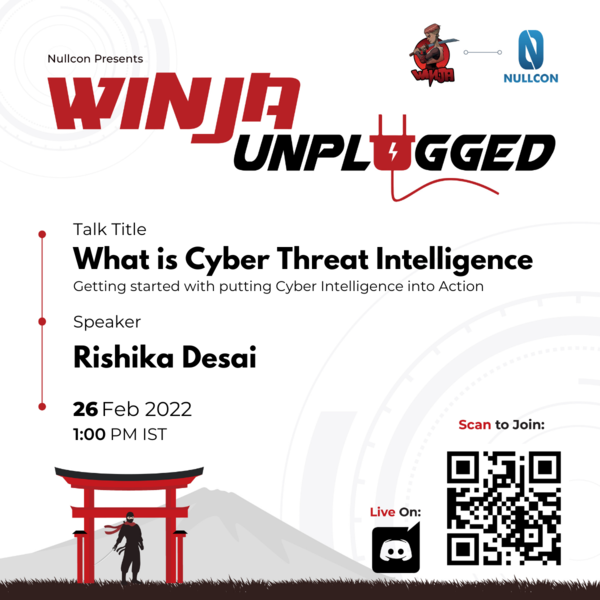 Nullcon Presents
WINJA
NULLCON
WINJA
UNPLUGGED
Talk Title
What is Cyber Threat Intelligence
Getting started with putting Cyber Intelligence into Action
Speaker
Rishika Desai
26 Feb 2022
1:00 PM IST
Scan to Join:
Live On: